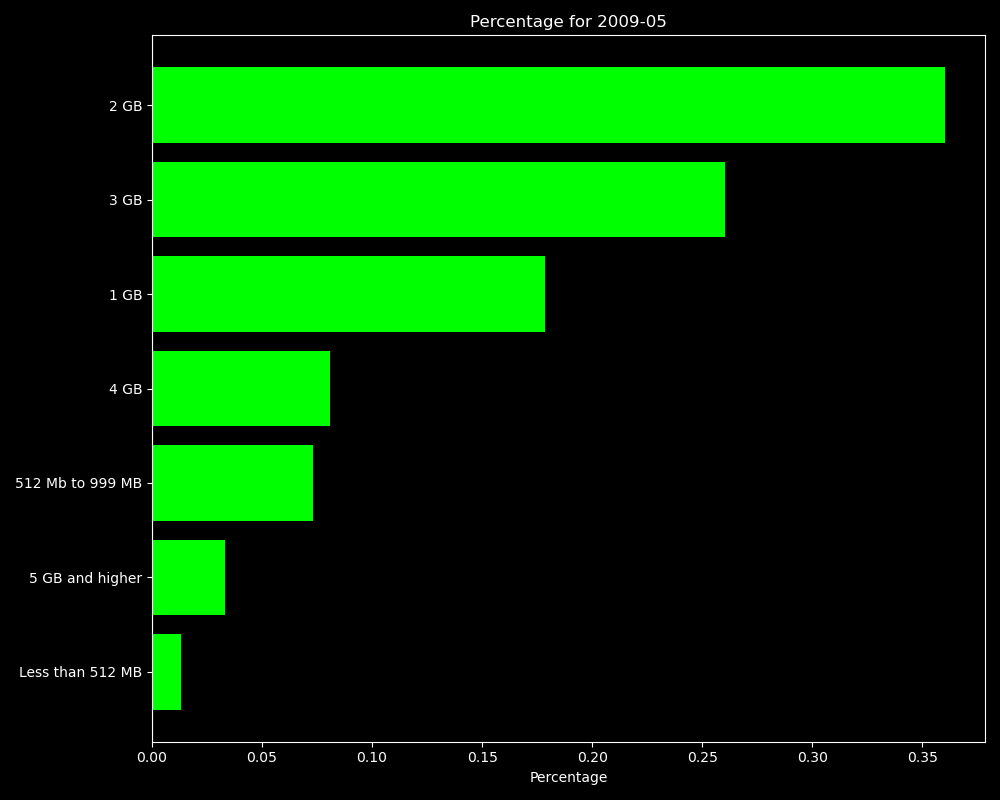 Percentage for 2009-05
2 GB
3 GB
1 GB
4 GB
512 Mb to 999 MB
5 GB and higher
Less than 512 MB
0.00 0.05 0.10 0.15 0.20 0.25 0.30 0.35
Percentage